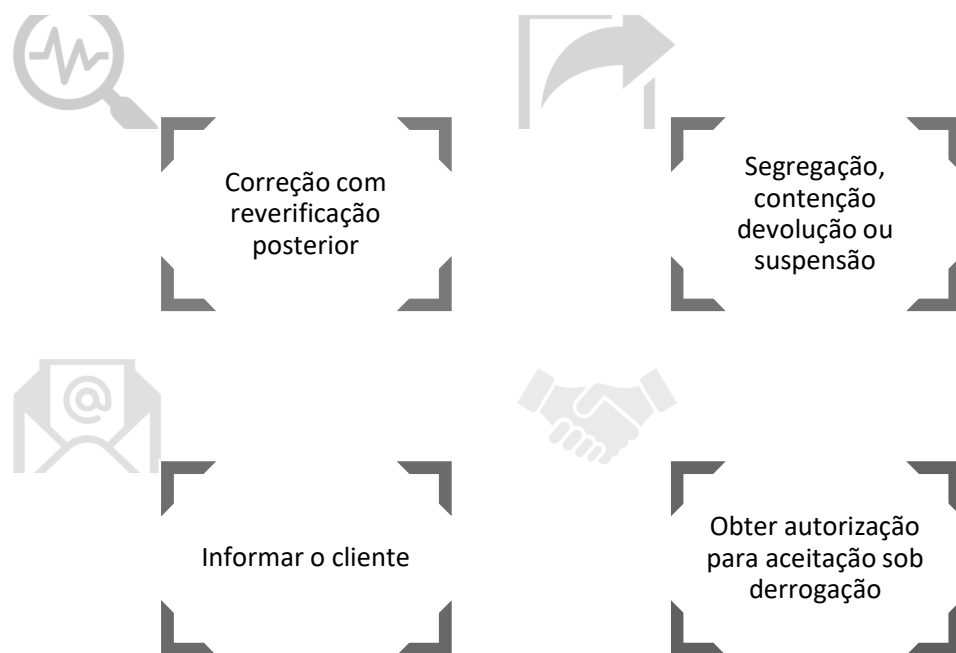 Correção com
reverificação
posterior
Segregação,
contenção
devolução ou
suspensão
@
Informar o cliente
Obter autorização
para aceitação sob
derrogação